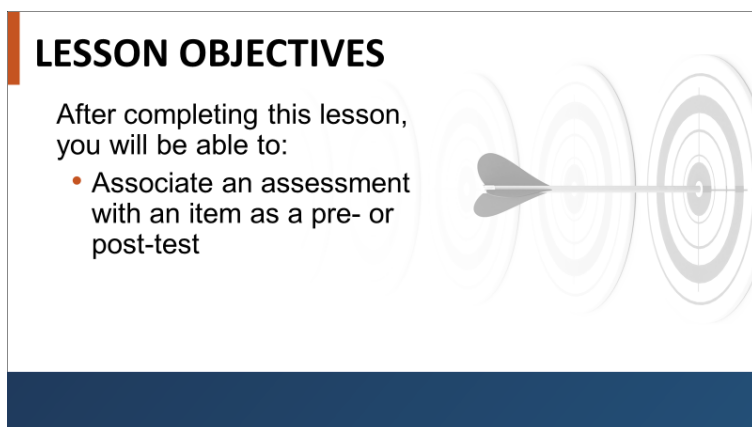 LESSON OBJECTIVES
After completing this lesson,
you will be able to:
• Associate an assessment
with an item as a pre- or
post-test